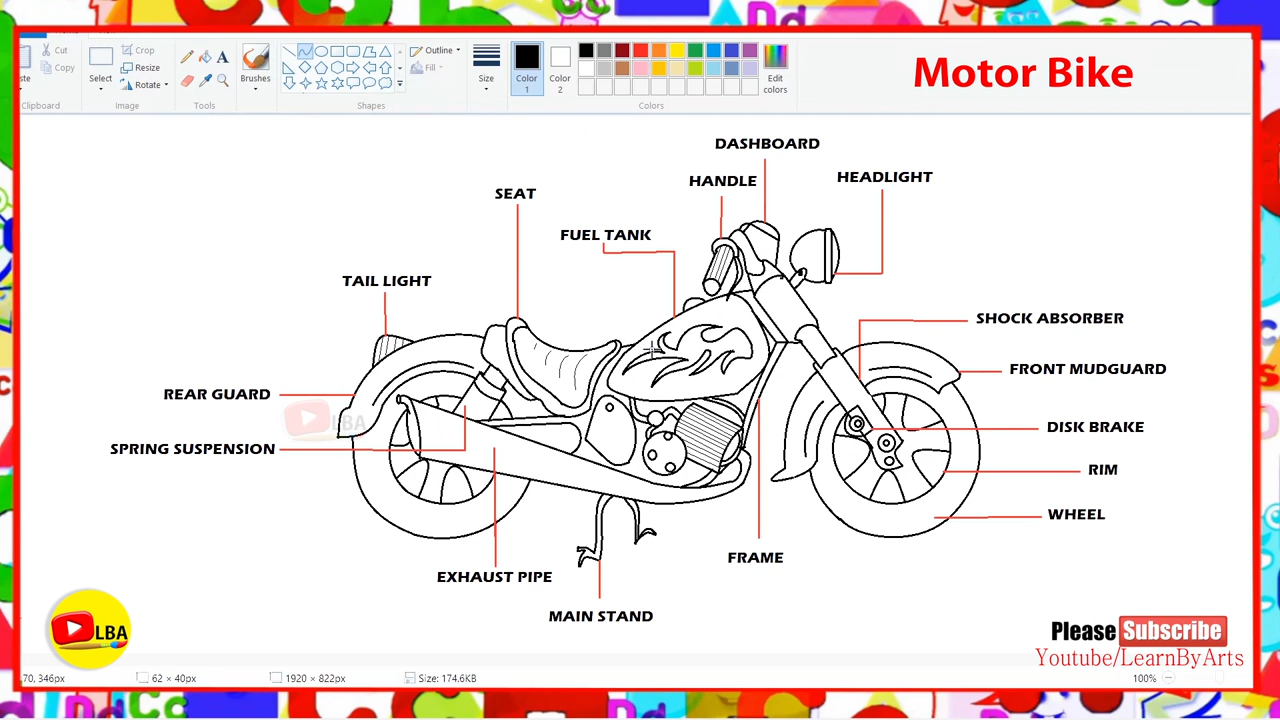 Motor Bike
Cut
Copy
ste
Clipboard
Select
Crop
Resize
Rotate
Image
A
Tools
Brushes
Outline
Fill
Shapes
Size
Color
1
Color
2
Edit
colors
Colors
DASHBOARD
HANDLE
HEADLIGHT
SEAT
FUEL TANK
TAIL LIGHT
SHOCK ABSORBER
FRONT MUDGUARD
REAR GUARD
LBA
DISK BRAKE
SPRING SUSPENSION
RIM
WHEEL
FRAME
EXHAUST PIPE
MAIN STAND
LBA
Please Subscribe
Youtube/LearnByArts
70, 346px
62 × 40px
1920 × 822px
Size: 174.6KB
100%